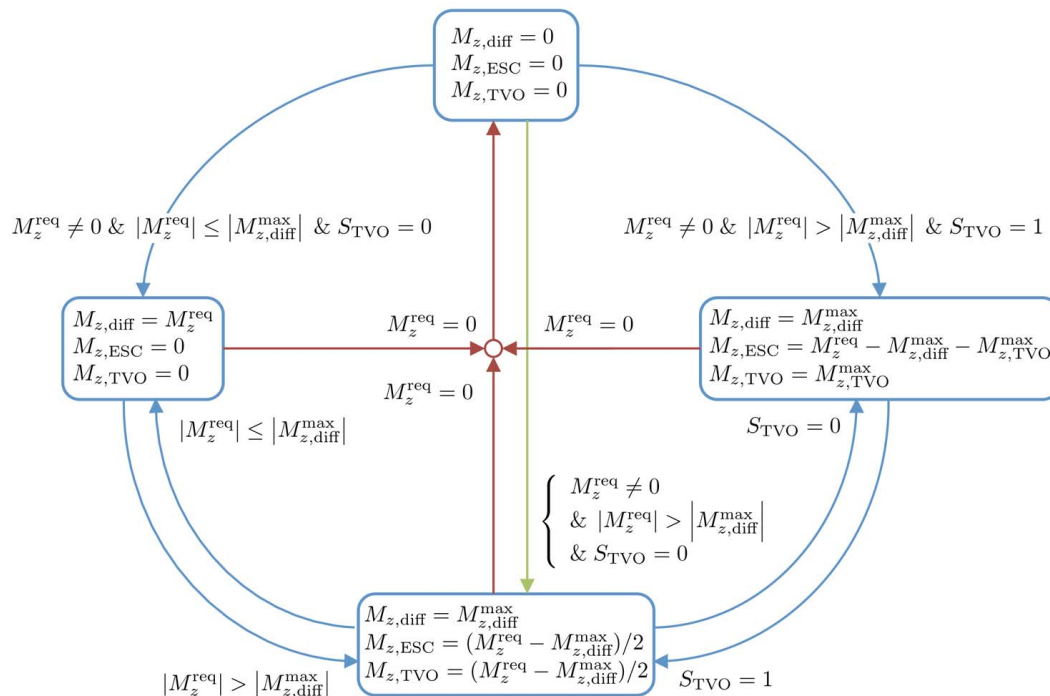 M_{z,diff} = 0
M_{z,ESC} = 0
M_{z,TVO} = 0
M_z^{req} ≠ 0 & |M_z^{req}| ≤ |M_{z,diff}^{max}| & S_{TVO} = 0
M_z^{req} ≠ 0 & |M_z^{req}| > |M_{z,diff}^{max}| & S_{TVO} = 1
M_{z,diff} = M_z^{req}
M_{z,ESC} = 0
M_{z,TVO} = 0
M_z^{req} = 0
M_z^{req} = 0
M_z^{req} = 0
M_{z,diff} = M_{z,diff}^{max}
M_{z,ESC} = M_z^{req} − M_{z,diff}^{max} − M_{z,TVO}^{max}
M_{z,TVO} = M_{z,TVO}^{max}
|M_z^{req}| ≤ |M_{z,diff}^{max}|
S_{TVO} = 0
M_z^{req} ≠ 0
& |M_z^{req}| > |M_{z,diff}^{max}|
& S_{TVO} = 0
M_{z,diff} = M_{z,diff}^{max}
M_{z,ESC} = (M_z^{req} − M_{z,diff}^{max})/2
M_{z,TVO} = (M_z^{req} − M_{z,diff}^{max})/2
|M_z^{req}| > |M_{z,diff}^{max}|
S_{TVO} = 1